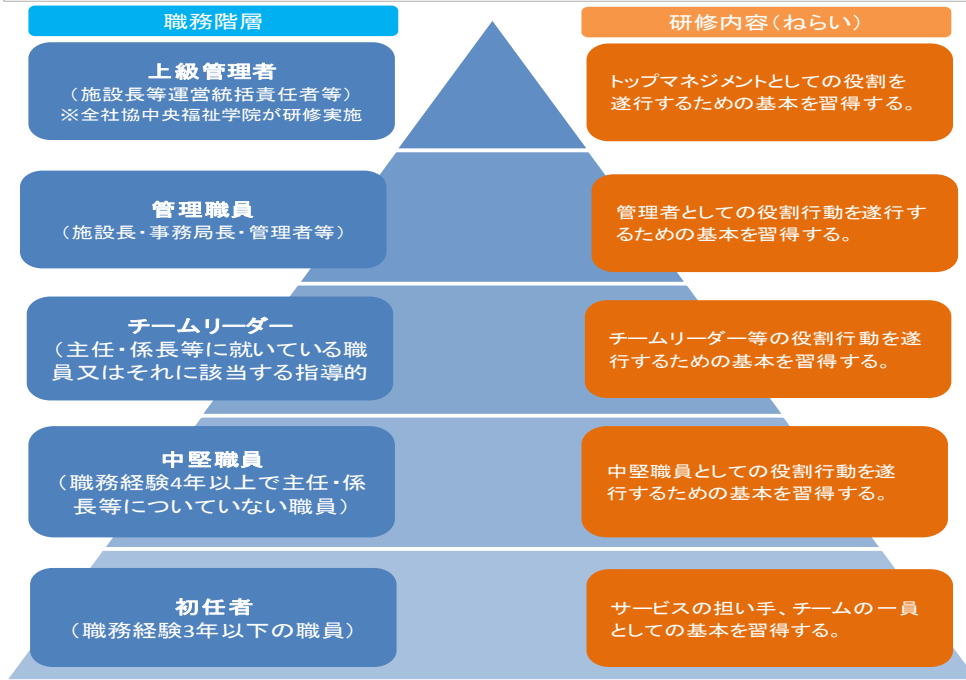 職務階層
研修内容(ねらい)
上級管理者
(施設長等運営統括責任者等)
※全社協中央福祉学院が研修実施
トップマネジメントとしての役割を
遂行するための基本を習得する。
管理職員
(施設長・事務局長・管理者等)
管理者としての役割行動を遂行す
るための基本を習得する。
チームリーダー
(主任・係長等に就いている職
員又はそれに該当する指導的
チームリーダー等の役割行動を遂
行するための基本を習得する。
中堅職員
(職務経験4年以上で主任・係
長等についていない職員)
中堅職員としての役割行動を遂
行するための基本を習得する。
初任者
(職務経験3年以下の職員)
サービスの担い手、チームの一員
としての基本を習得する。